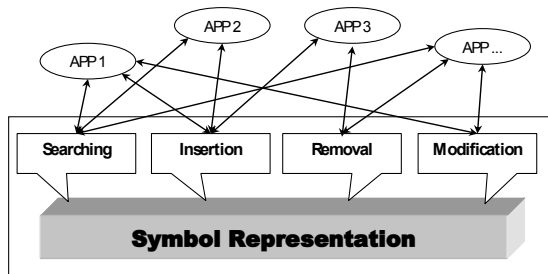 APP 1
APP 2
APP 3
APP ...
Searching
Insertion
Removal
Modification
Symbol Representation